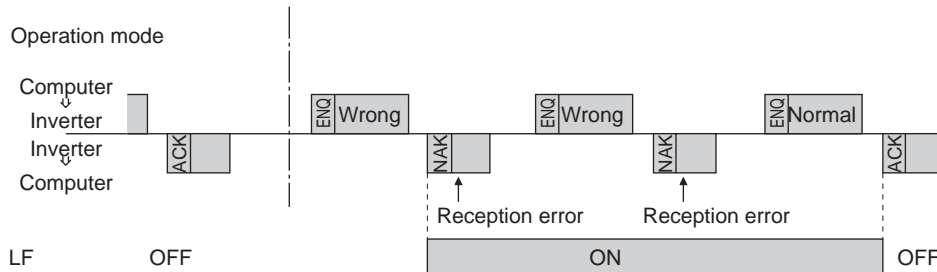 Operation mode
Computer
⇓
Inverter
ENQ Wrong
ENQ Wrong
ENQ Normal
Inverter
⇓
Computer
ACK
NAK
NAK
ACK
Reception error
Reception error
LF
OFF
ON
OFF